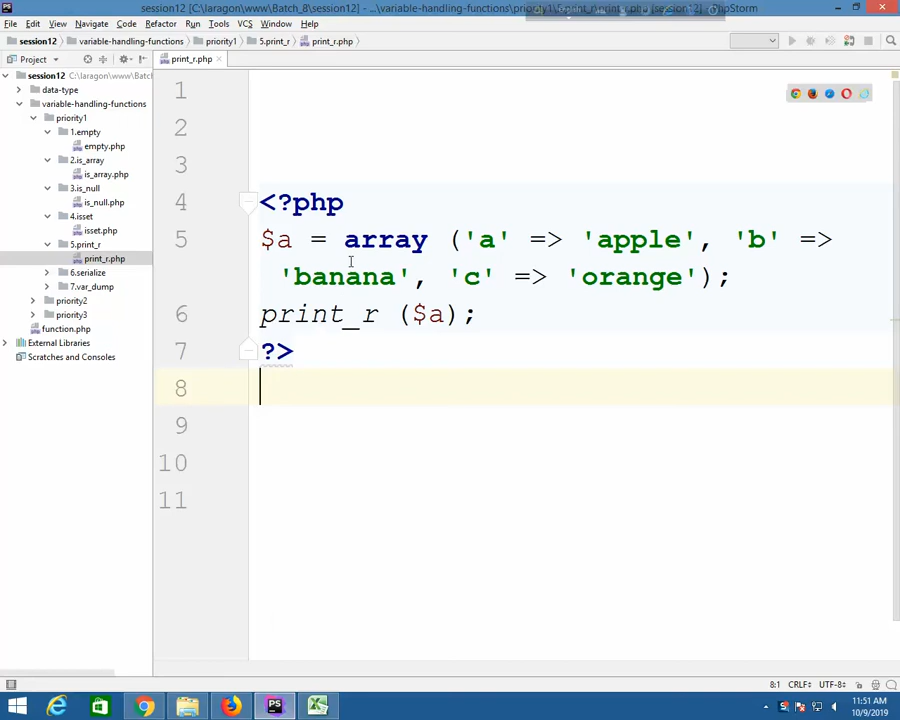 session12 [C:\laragon\www\Batch_8\session12] - ...\variable-handling-functions\priority1\5.print_r\print_r.php [session12] - PhpStorm
File Edit View Navigate Code Refactor Run Tools VCS Window Help
session12 variable-handling-functions priority1 5.print_r print_r.php
Project
print_r.php
session12 C:\laragon\www\Batc
data-type
variable-handling-functions
priority1
1.empty
empty.php
2.is_array
is_array.php
3.is_null
is_null.php
4.isset
isset.php
5.print_r
print_r.php
6.serialize
7.var_dump
priority2
priority3
function.php
External Libraries
Scratches and Consoles
1
2
3
4 <?php
5 $a = array ('a' => 'apple', 'b' =>
'banana', 'c' => 'orange');
6 print_r ($a);
7 ?>
8
9
10
11
8:1 CRLF UTF-8
11:51 AM
10/9/2019